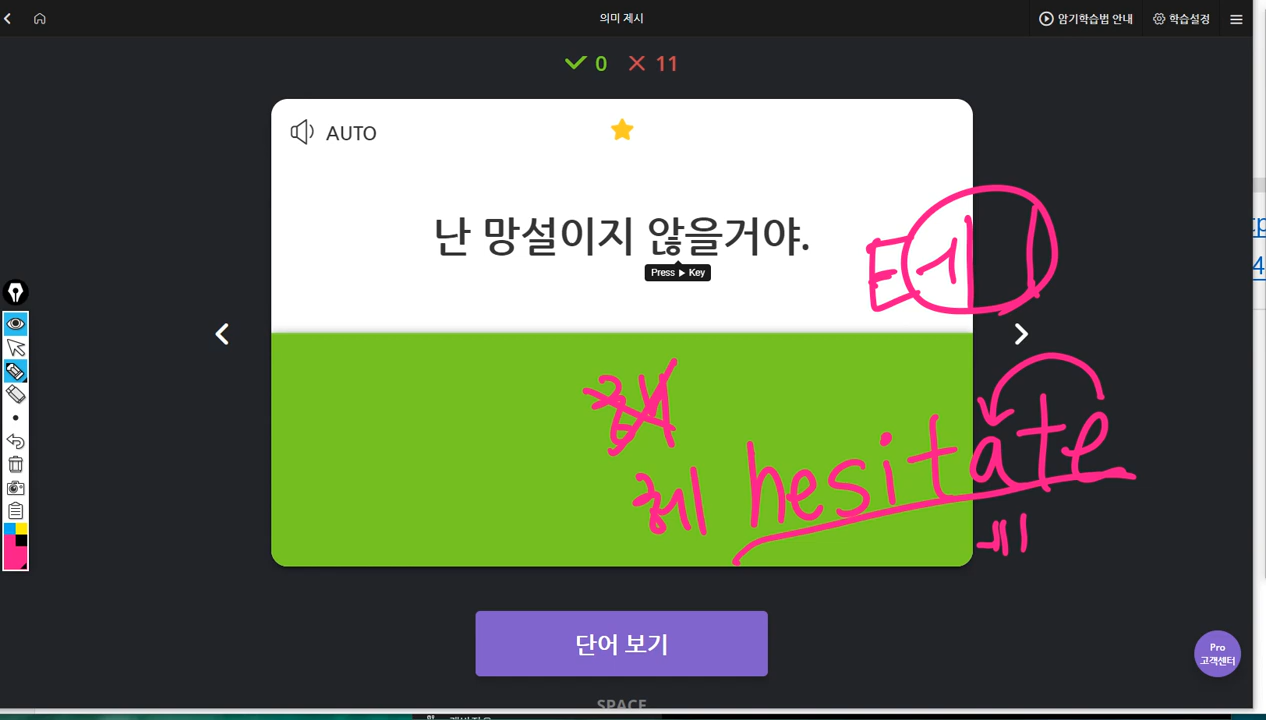 의미 제시
암기학습법 안내
학습설정
0
11
AUTO
난 망설이지 않을거야.
Press ▶ Key
hesitate
단어 보기
Pro
고객센터
SPACE